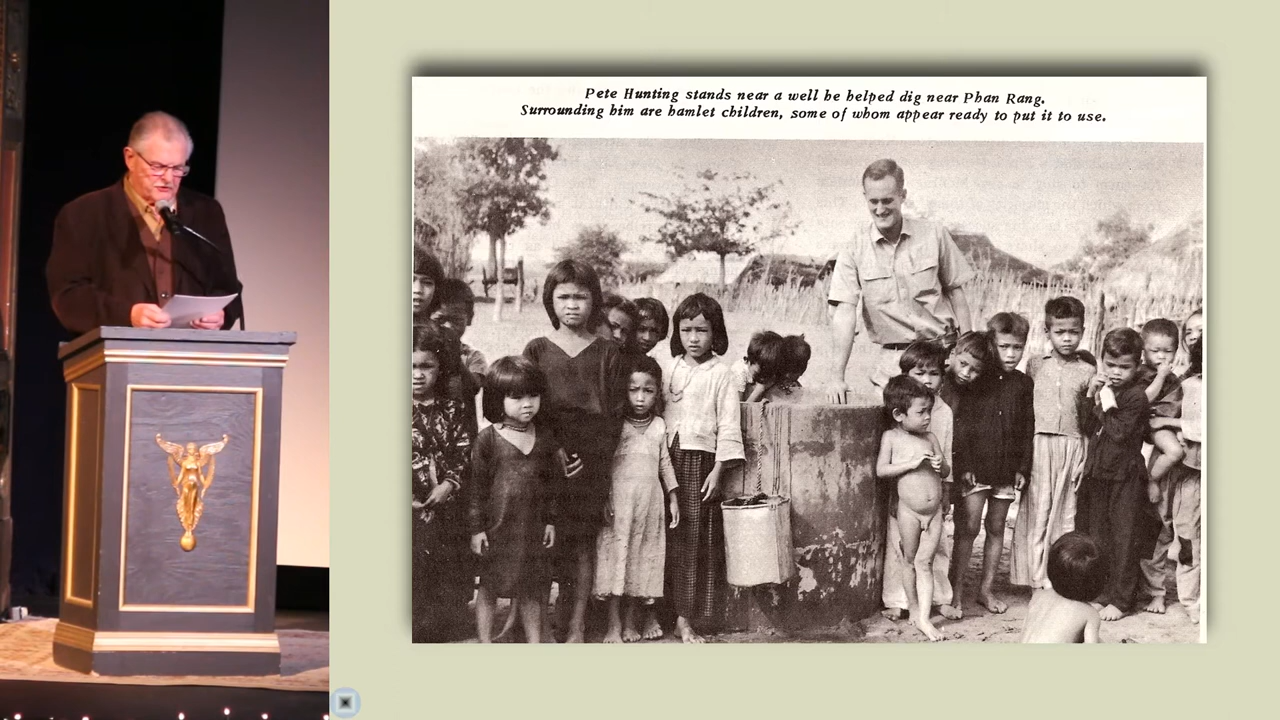 Pete Hunting stands near a well he helped dig near Phan Rang.
Surrounding him are hamlet children, some of whom appear ready to put it to use.